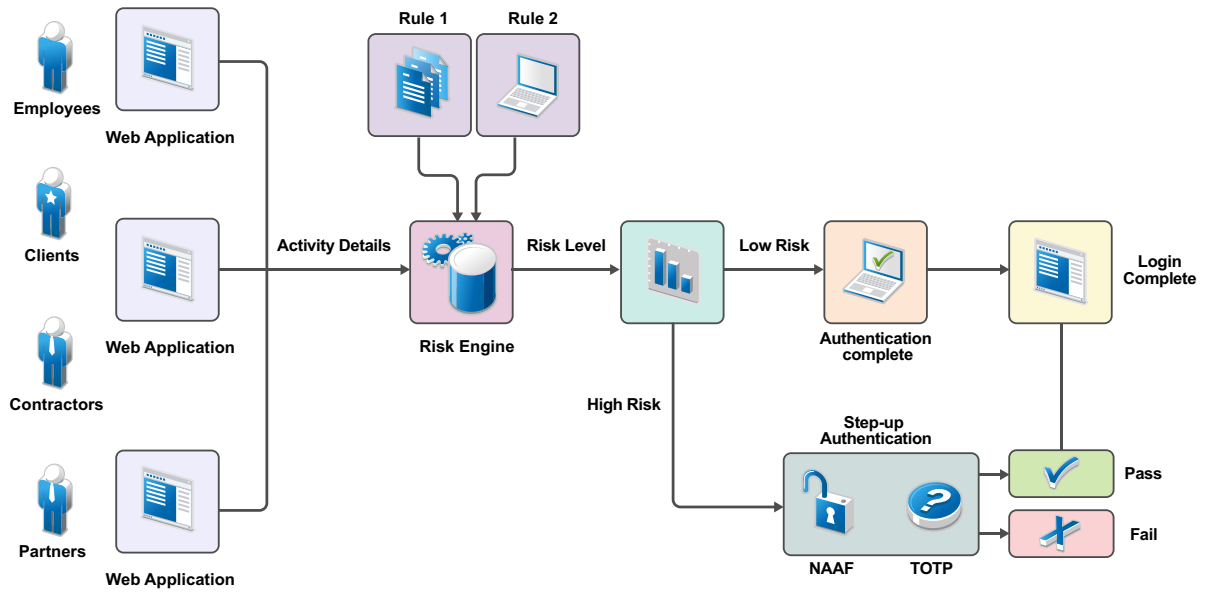 Rule 1
Rule 2
Employees
Web Application
Clients
Web Application
Contractors
Partners
Web Application
Activity Details
Risk Engine
Risk Level
Low Risk
High Risk
Authentication
complete
Login
Complete
Step-up
Authentication
NAAF
TOTP
Pass
Fail